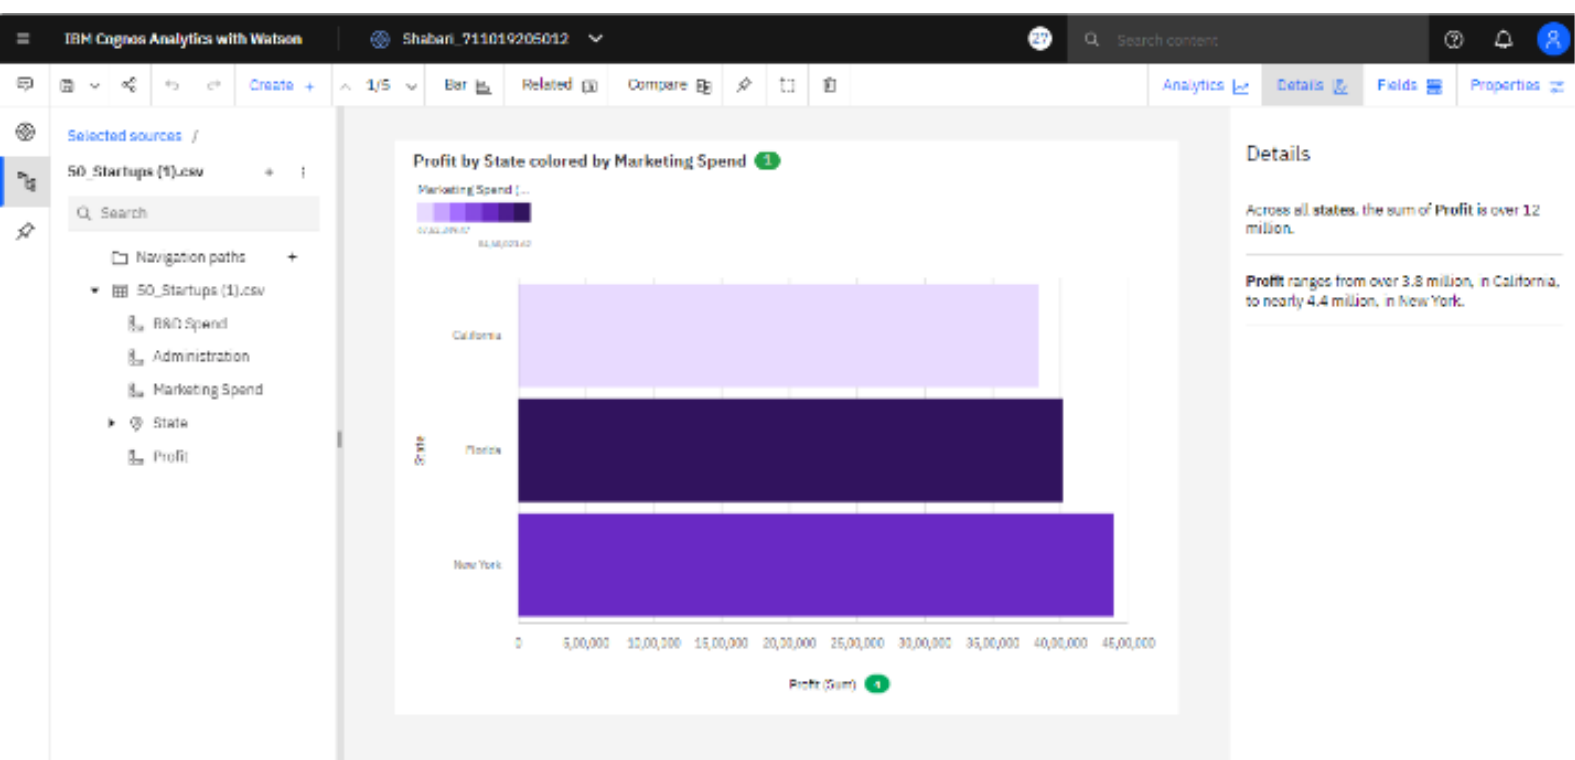 IBM Cognos Analytics with Watson
Shabari_711019205012
27
Search content
Create +
1/5
Bar
Related
Compare
Analytics
Details
Fields
Properties
Selected sources /
50_Startups (1).csv
Search
Navigation paths
50_Startups (1).csv
R&D Spend
Administration
Marketing Spend
State
Profit
Profit by State colored by Marketing Spend 1
Marketing Spend (...
California
Florida
New York
State
0 5,00,000 10,00,000 15,00,000 20,00,000 25,00,000 30,00,000 35,00,000 40,00,000 45,00,000
Profit (Sum) 4
Details
Across all states, the sum of Profit is over 12
million.
Profit ranges from over 3.8 million, in California,
to nearly 4.4 million, in New York.